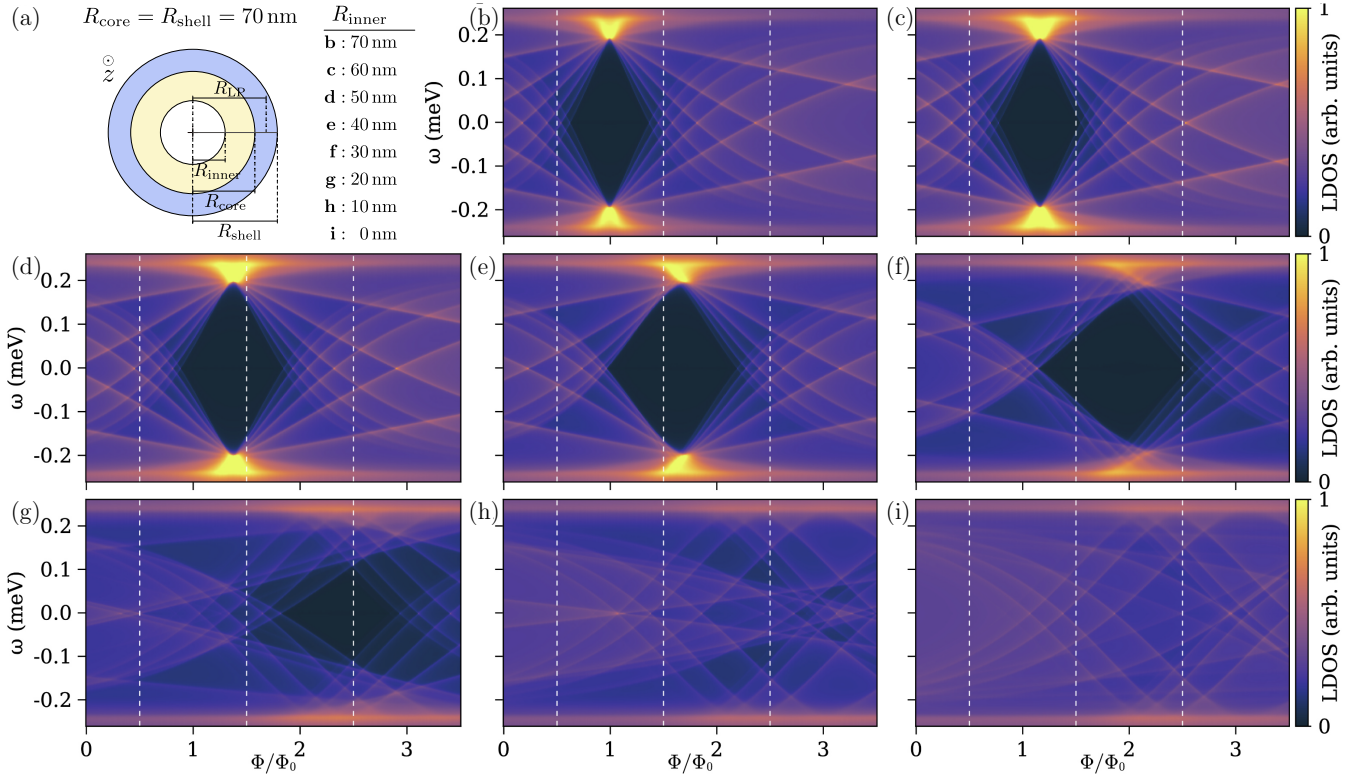 (a) R_core = R_shell = 70 nm
R_inner
b : 70 nm
c : 60 nm
d : 50 nm
e : 40 nm
f : 30 nm
g : 20 nm
h : 10 nm
i : 0 nm
⊙
z
R_LP
R_inner
R_core
R_shell
(b)
ω (meV)
0.2
0.1
0.0
-0.1
-0.2
(c)
LDOS (arb. units)
1
0
(d)
ω (meV)
0.2
0.1
0.0
-0.1
-0.2
(e)
(f)
LDOS (arb. units)
1
0
(g)
ω (meV)
0.2
0.1
0.0
-0.1
-0.2
0 1 2 3
Φ/Φ₀
(h)
0 1 2 3
Φ/Φ₀
(i)
0 1 2 3
Φ/Φ₀
LDOS (arb. units)
1
0